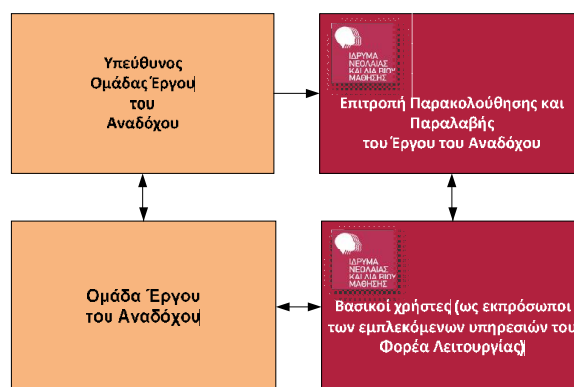 Υπεύθυνος
Ομάδας Έργου
του
Αναδόχου
ΙΔΡΥΜΑ
ΝΕΟΛΑΙΑΣ
ΚΑΙ ΔΙΑ ΒΙΟΥ
ΜΑΘΗΣΗΣ
Επιτροπή Παρακολούθησης και
Παραλαβής
του Έργου του Αναδόχου
Ομάδα Έργου
του Αναδόχου
ΙΔΡΥΜΑ
ΝΕΟΛΑΙΑΣ
ΚΑΙ ΔΙΑ ΒΙΟΥ
ΜΑΘΗΣΗΣ
Βασικοί χρήστες (ως εκπρόσωποι
των εμπλεκόμενων υπηρεσιών του
Φορέα Λειτουργίας)